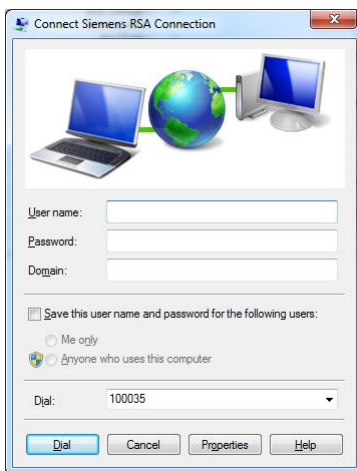 Connect Siemens RSA Connection
User name:
Password:
Domain:
Save this user name and password for the following users:
Me only
Anyone who uses this computer
Dial: 100035
Dial Cancel Properties Help